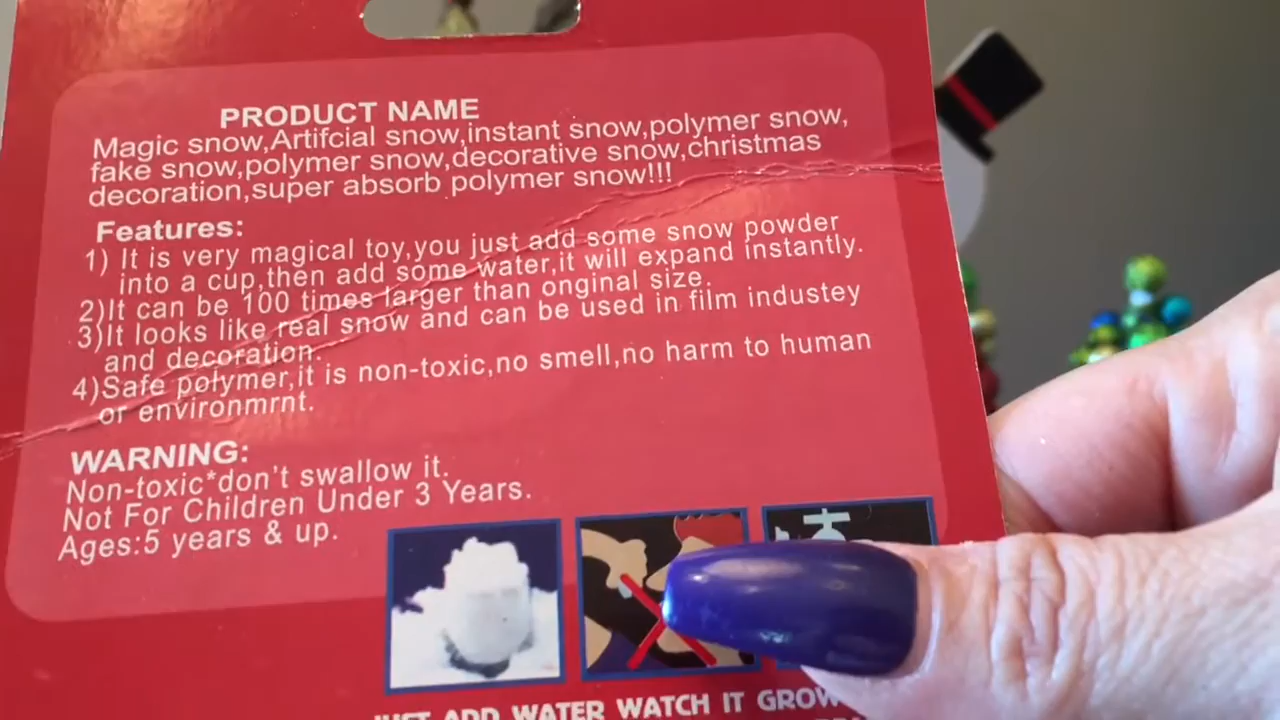 PRODUCT NAME
Magic snow,Artifcial snow,instant snow,polymer snow,
fake snow,polymer snow,decorative snow,christmas
decoration,super absorb polymer snow!!!
Features:
1) It is very magical toy,you just add some snow powder
into a cup,then add some water,it will expand instantly.
2)It can be 100 times larger than onginal size.
3)It looks like real snow and can be used in film industey
and decoration.
4)Safe polymer,it is non-toxic,no smell,no harm to human
or environmrnt.
WARNING:
Non-toxic*don't swallow it.
Not For Children Under 3 Years.
Ages:5 years & up.
JUST ADD WATER WATCH IT GROW